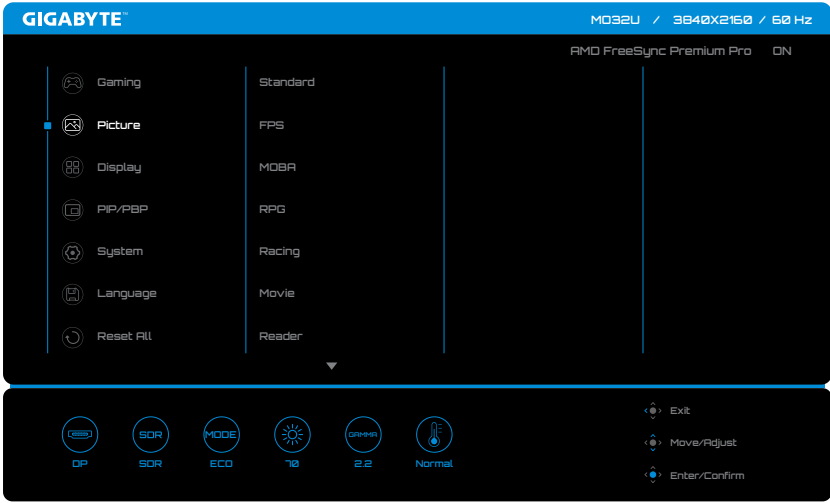 GIGABYTE™
MO32U / 3840X2160 / 60 Hz
AMD FreeSync Premium Pro ON
Gaming
Standard
Picture
FPS
Display
MOBA
PIP/PBP
RPG
System
Racing
Language
Movie
Reset All
Reader
SDR
MODE
GAMMA
DP
SDR
ECO
70
2.2
Normal
Exit
Move/Adjust
Enter/Confirm